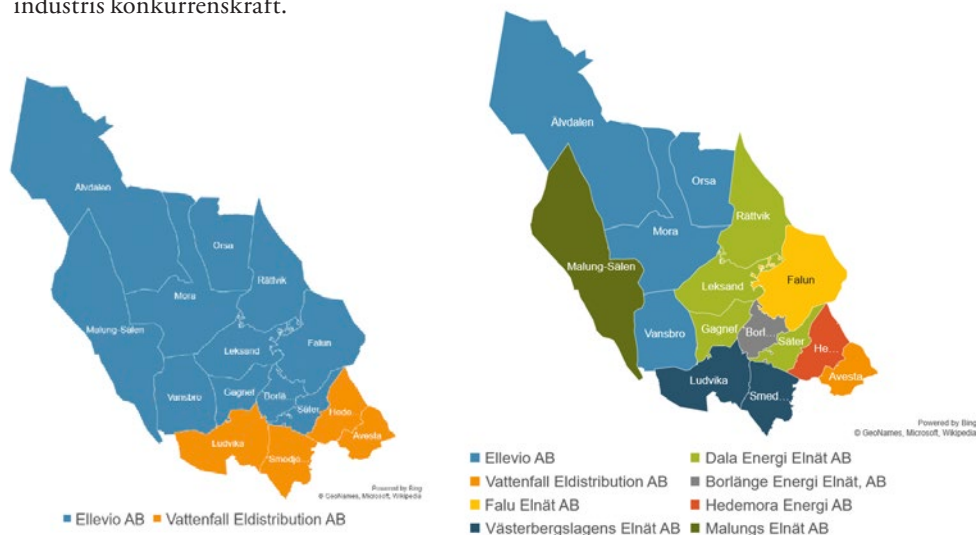 industris konkurrenskraft.
Älvdalen
Orsa
Rättvik
Mora
Malung-Sälen
Leksand
Falun
Vansbro
Gagnef
Borlä...
Säter
Hede...
Avesta
Ludvika
Smedje...
Powered by Bing
© GeoNames, Microsoft, Wikipedia
Ellevio AB
Vattenfall Eldistribution AB
Älvdalen
Orsa
Rättvik
Mora
Malung-Sälen
Leksand
Falun
Vansbro
Gagnef
Borl...
Säter
He...
Avesta
Ludvika
Smed...
Powered by Bing
© GeoNames, Microsoft, Wikipedia
Ellevio AB
Dala Energi Elnät AB
Vattenfall Eldistribution AB
Borlänge Energi Elnät, AB
Falu Elnät AB
Hedemora Energi AB
Västerbergslagens Elnät AB
Malungs Elnät AB